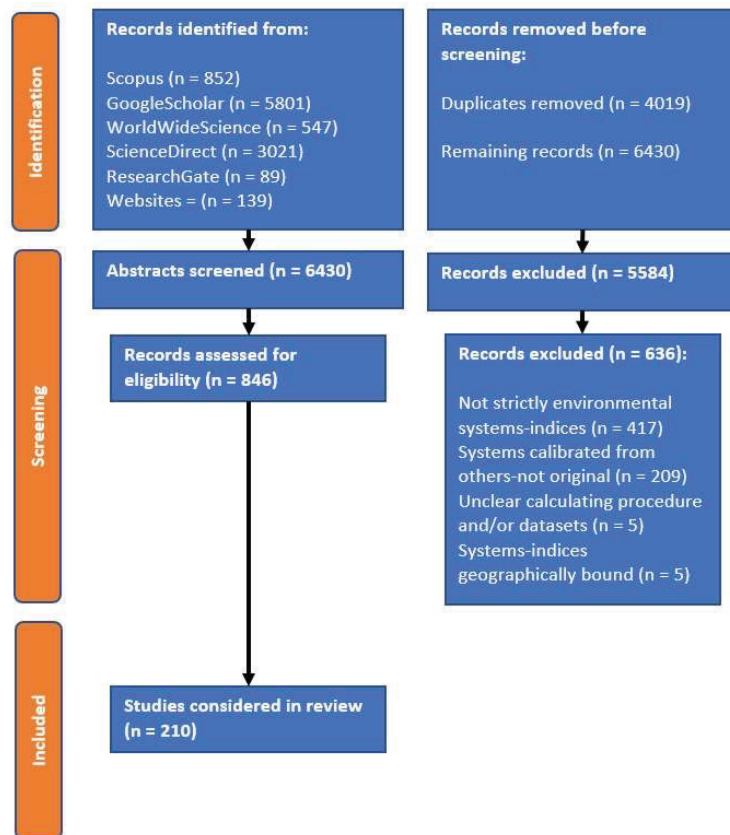 Identification
Records identified from:
Scopus (n = 852)
GoogleScholar (n = 5801)
WorldWideScience (n = 547)
ScienceDirect (n = 3021)
ResearchGate (n = 89)
Websites = (n = 139)
Records removed before
screening:
Duplicates removed (n = 4019)
Remaining records (n = 6430)
Screening
Abstracts screened (n = 6430)
Records excluded (n = 5584)
Records assessed for
eligibility (n = 846)
Records excluded (n = 636):
Not strictly environmental
systems-indices (n = 417)
Systems calibrated from
others-not original (n = 209)
Unclear calculating procedure
and/or datasets (n = 5)
Systems-indices
geographically bound (n = 5)
Included
Studies considered in review
(n = 210)